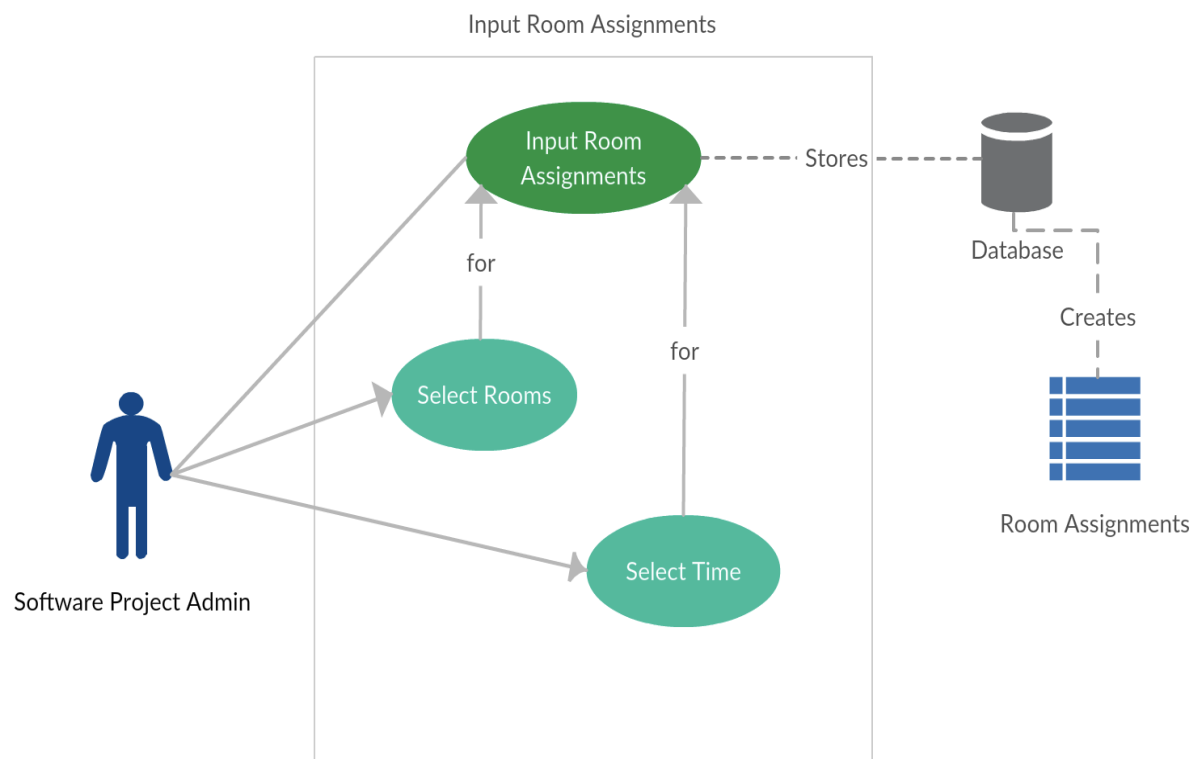 Input Room Assignments
Input Room
Assignments
Stores
Database
for
Creates
for
Select Rooms
Room Assignments
Select Time
Software Project Admin